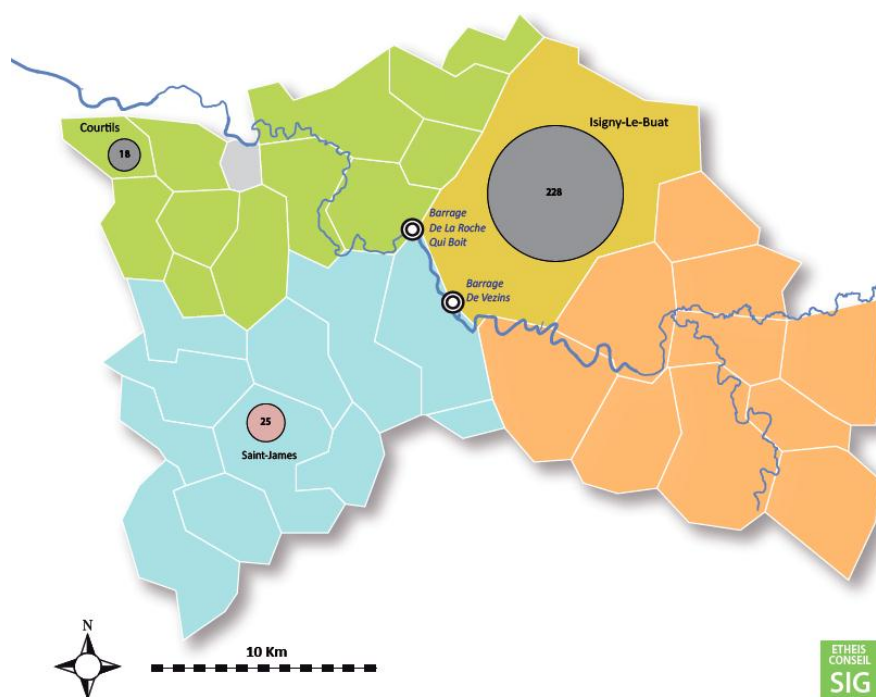 Isigny-Le-Buat
Courtils
18
228
Barrage
De La Roche
Qui Boit
Barrage
De Vezins
25
Saint-James
N
10 Km
ETHEIS
CONSEIL
SIG